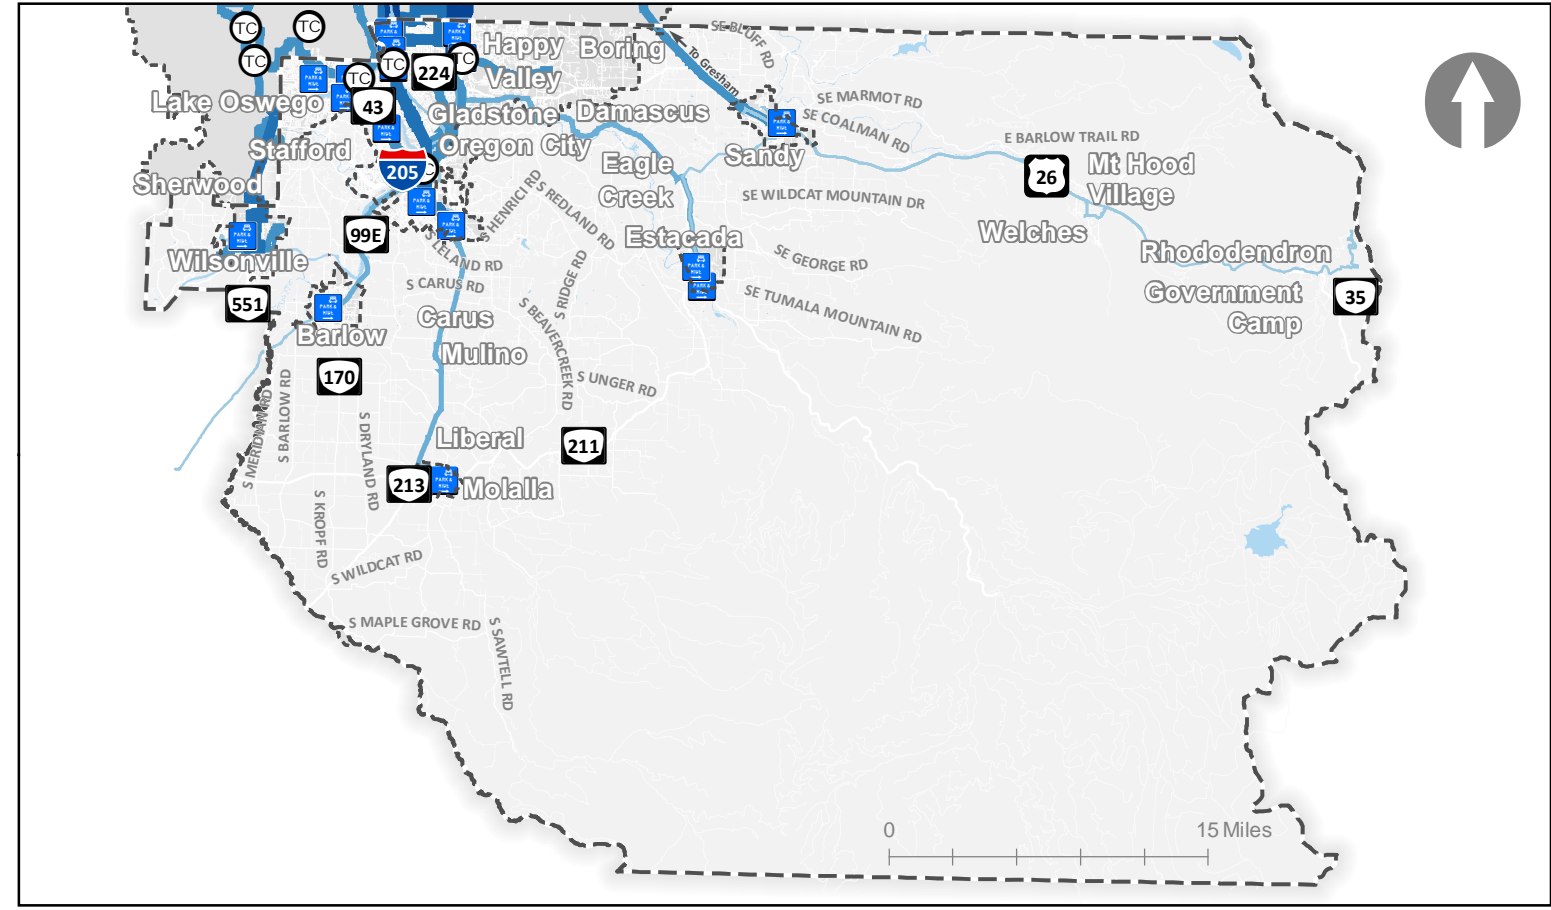 TC
TC
TC
TC
TC
TC
PARK &
RIDE
Happy
Valley
Boring
SE BLUFF RD
To Gresham
224
43
Lake Oswego
Gladstone
Damascus
SE MARMOT RD
SE COALMAN RD
E BARLOW TRAIL RD
Stafford
Oregon City
Eagle
Creek
Sandy
26
Mt Hood
Village
205
Sherwood
S HENRICI RD
S REDLAND RD
SE WILDCAT MOUNTAIN DR
Welches
99E
S LELAND RD
Estacada
SE GEORGE RD
Rhododendron
Wilsonville
S CARUS RD
S RIDGE RD
SE TUMALA MOUNTAIN RD
Government
Camp
35
551
Barlow
Carus
Mulino
S BEAVERCREEK RD
S UNGER RD
170
S MERIDIAN RD
S BARLOW RD
S DRYLAND RD
Liberal
211
213
Molalla
S KROPF RD
S WILDCAT RD
S MAPLE GROVE RD
S SAWTELL RD
0
15 Miles